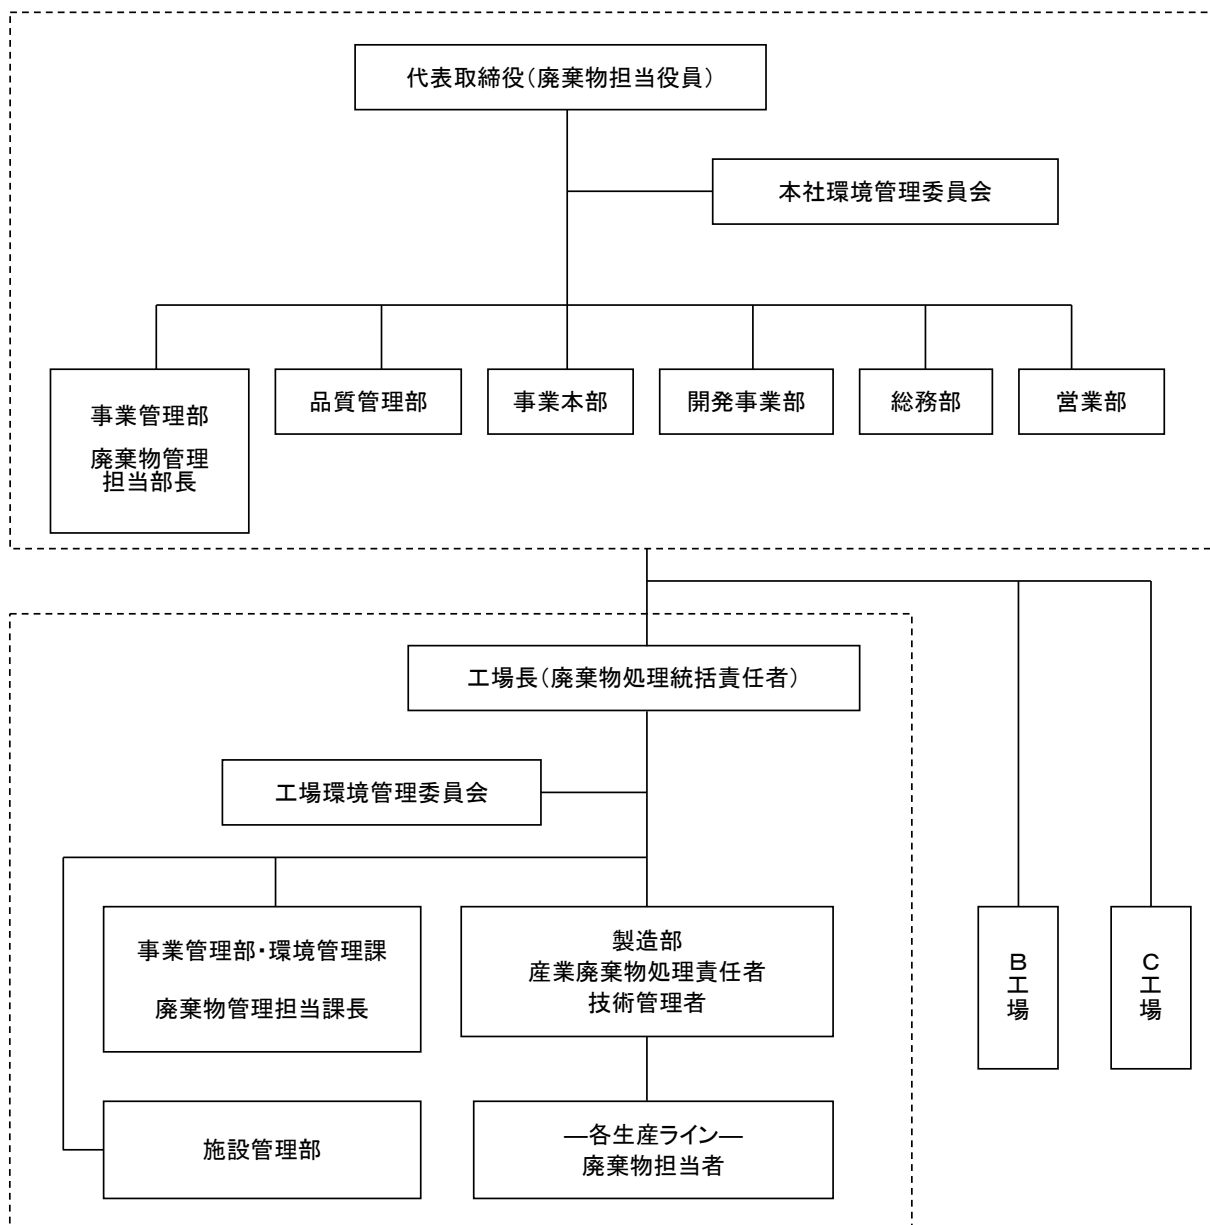 代表取締役（廃棄物担当役員）
本社環境管理委員会
事業管理部
廃棄物管理
担当部長
品質管理部
事業本部
開発事業部
総務部
営業部
工場長（廃棄物処理統括責任者）
工場環境管理委員会
事業管理部・環境管理課
廃棄物管理担当課長
製造部
産業廃棄物処理責任者
技術管理者
施設管理部
―各生産ライン―
廃棄物担当者
Ｂ工場
Ｃ工場